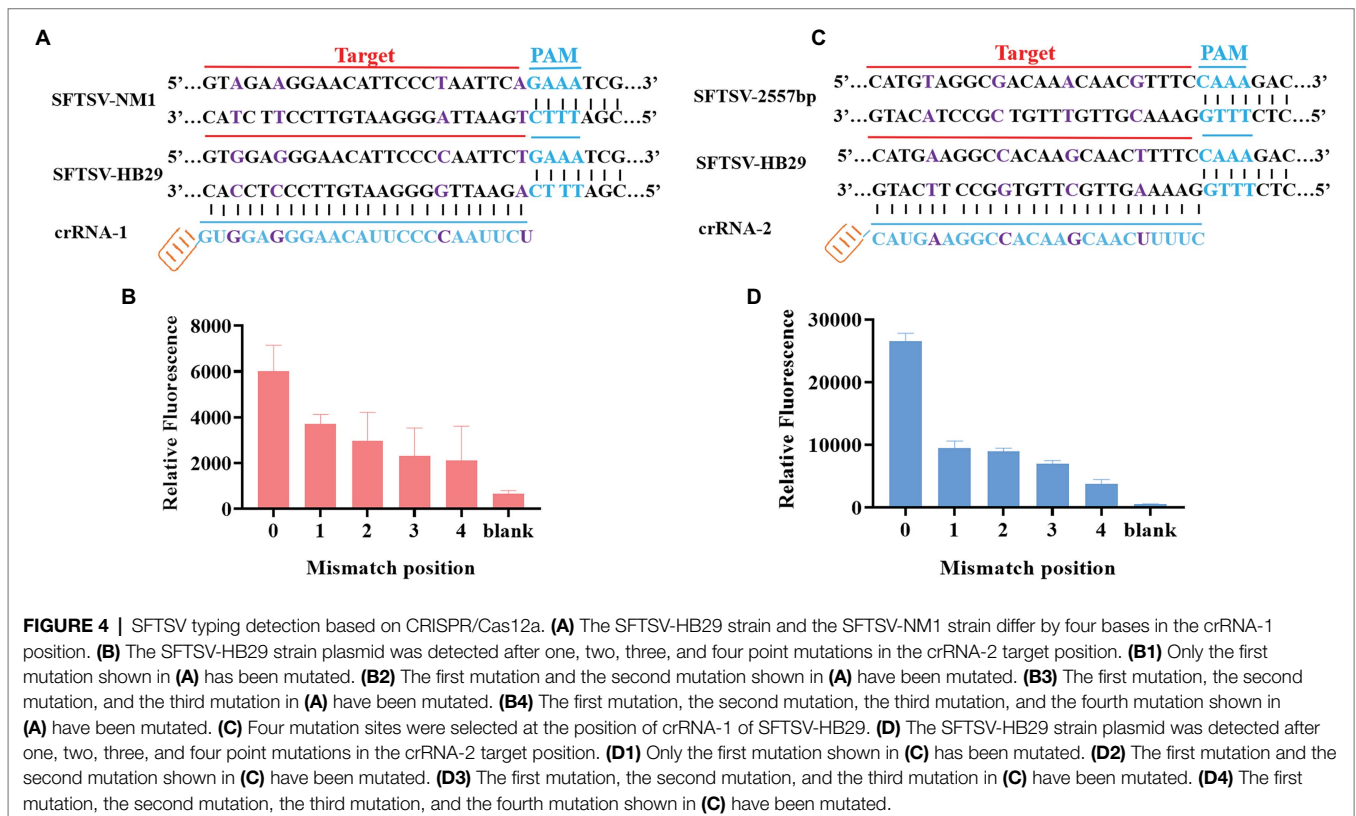 A
Target PAM
5’...GTAGAAGGAACATTCCCTAATTCAGAAATCG...3’
SFTSV-NM1
3’...CATC TTCCTTGTAAGGGATTAAGTCTTTAGC...5’
5’...GTGGAGGGAACATTCCCCAATTCTGAAATCG...3’
SFTSV-HB29
3’...CACCTCCCTTGTAAGGGGTTAAGACTTTAGC...5’
crRNA-1
GUGGAGGGAACAUUCCCCAAUUCU
C
Target PAM
5’...CATGTAGGCGACAAACAACGTTTCCAAAGAC...3’
SFTSV-2557bp
3’...GTACATCCGCTGTTTGTTGCAAAGGTTTCTC...5’
5’...CATGAAGGCCACAAGCAACTTTTCCAAAGAC...3’
SFTSV-HB29
3’...GTACTTCCGGTGTTCGTTGAAAAGGTTTCTC...5’
crRNA-2
CAUGAAGGCCACAAGCAACUUUUC
B
Relative Fluorescence
8000
6000
4000
2000
0
0 1 2 3 4 blank
Mismatch position
D
Relative Fluorescence
30000
20000
10000
0
0 1 2 3 4 blank
Mismatch position
FIGURE 4 | SFTSV typing detection based on CRISPR/Cas12a. (A) The SFTSV-HB29 strain and the SFTSV-NM1 strain differ by four bases in the crRNA-1
position. (B) The SFTSV-HB29 strain plasmid was detected after one, two, three, and four point mutations in the crRNA-2 target position. (B1) Only the first
mutation shown in (A) has been mutated. (B2) The first mutation and the second mutation shown in (A) have been mutated. (B3) The first mutation, the second
mutation, and the third mutation in (A) have been mutated. (B4) The first mutation, the second mutation, the third mutation, and the fourth mutation shown in
(A) have been mutated. (C) Four mutation sites were selected at the position of crRNA-1 of SFTSV-HB29. (D) The SFTSV-HB29 strain plasmid was detected after
one, two, three, and four point mutations in the crRNA-2 target position. (D1) Only the first mutation shown in (C) has been mutated. (D2) The first mutation and the
second mutation shown in (C) have been mutated. (D3) The first mutation, the second mutation, and the third mutation in (C) have been mutated. (D4) The first
mutation, the second mutation, the third mutation, and the fourth mutation shown in (C) have been mutated.